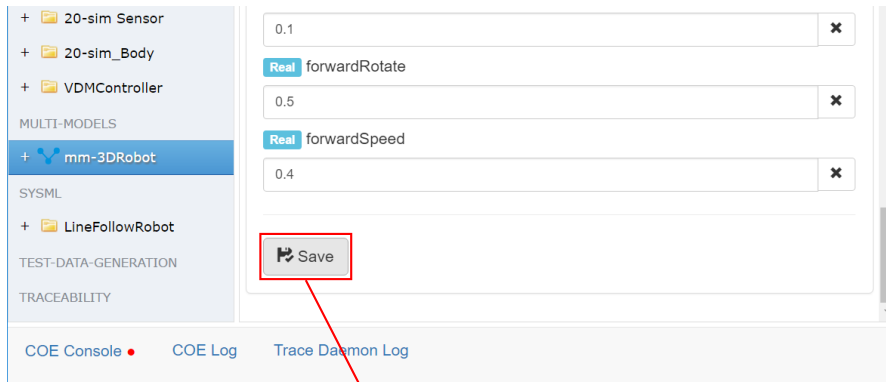 + 20-sim Sensor
+ 20-sim_Body
+ VDMController
MULTI-MODELS
+ mm-3DRobot
SYSML
+ LineFollowRobot
TEST-DATA-GENERATION
TRACEABILITY
0.1
Real forwardRotate
0.5
Real forwardSpeed
0.4
Save
COE Console COE Log Trace Daemon Log